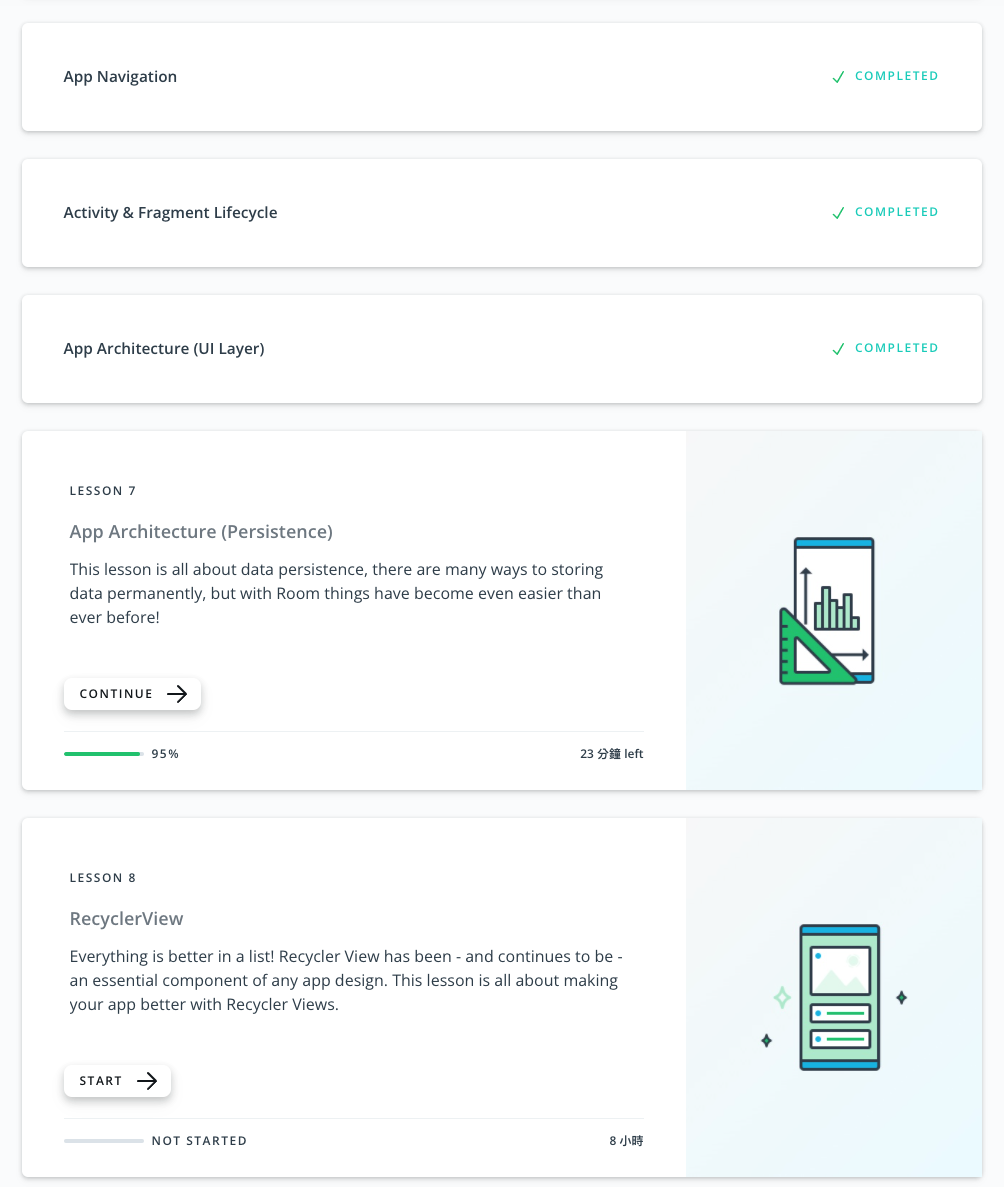 App Navigation
COMPLETED
Activity & Fragment Lifecycle
COMPLETED
App Architecture (UI Layer)
COMPLETED
LESSON 7
App Architecture (Persistence)
This lesson is all about data persistence, there are many ways to storing
data permanently, but with Room things have become even easier than
ever before!
CONTINUE
95%
23 分鐘 left
LESSON 8
RecyclerView
Everything is better in a list! Recycler View has been - and continues to be -
an essential component of any app design. This lesson is all about making
your app better with Recycler Views.
START
NOT STARTED
8 小時